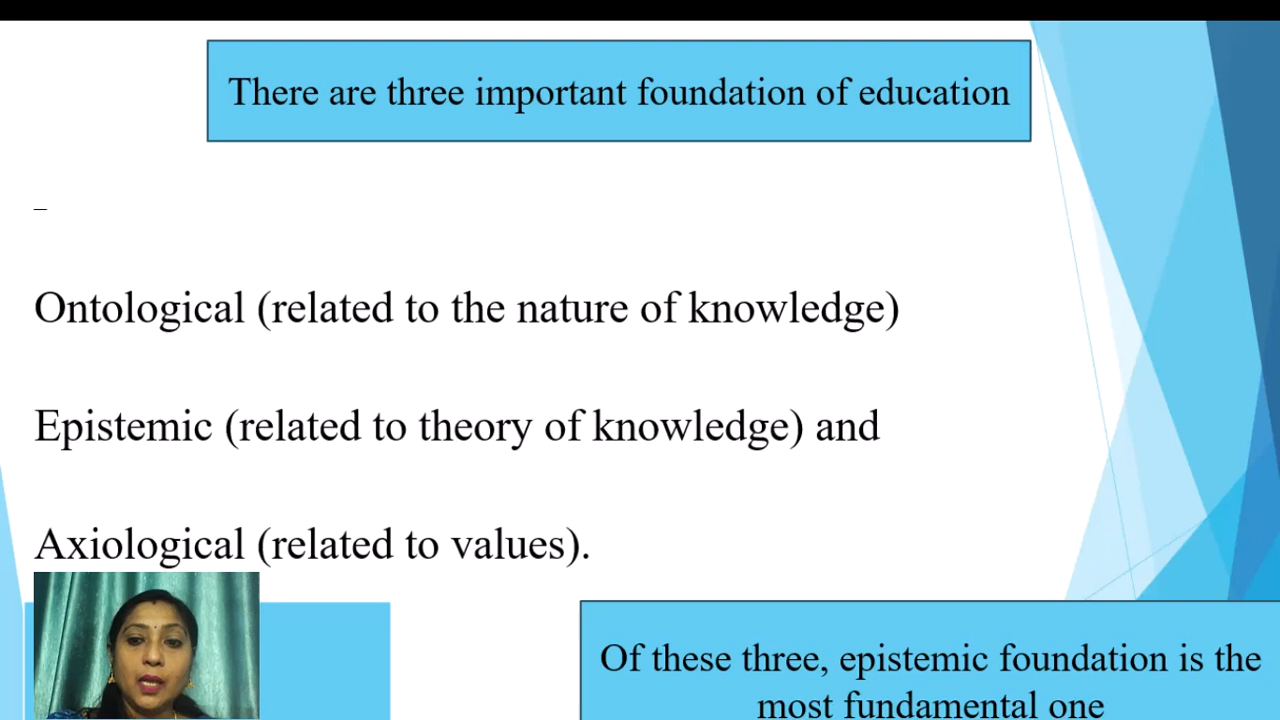 There are three important foundation of education
–
Ontological (related to the nature of knowledge)
Epistemic (related to theory of knowledge) and
Axiological (related to values).
Of these three, epistemic foundation is the
most fundamental one